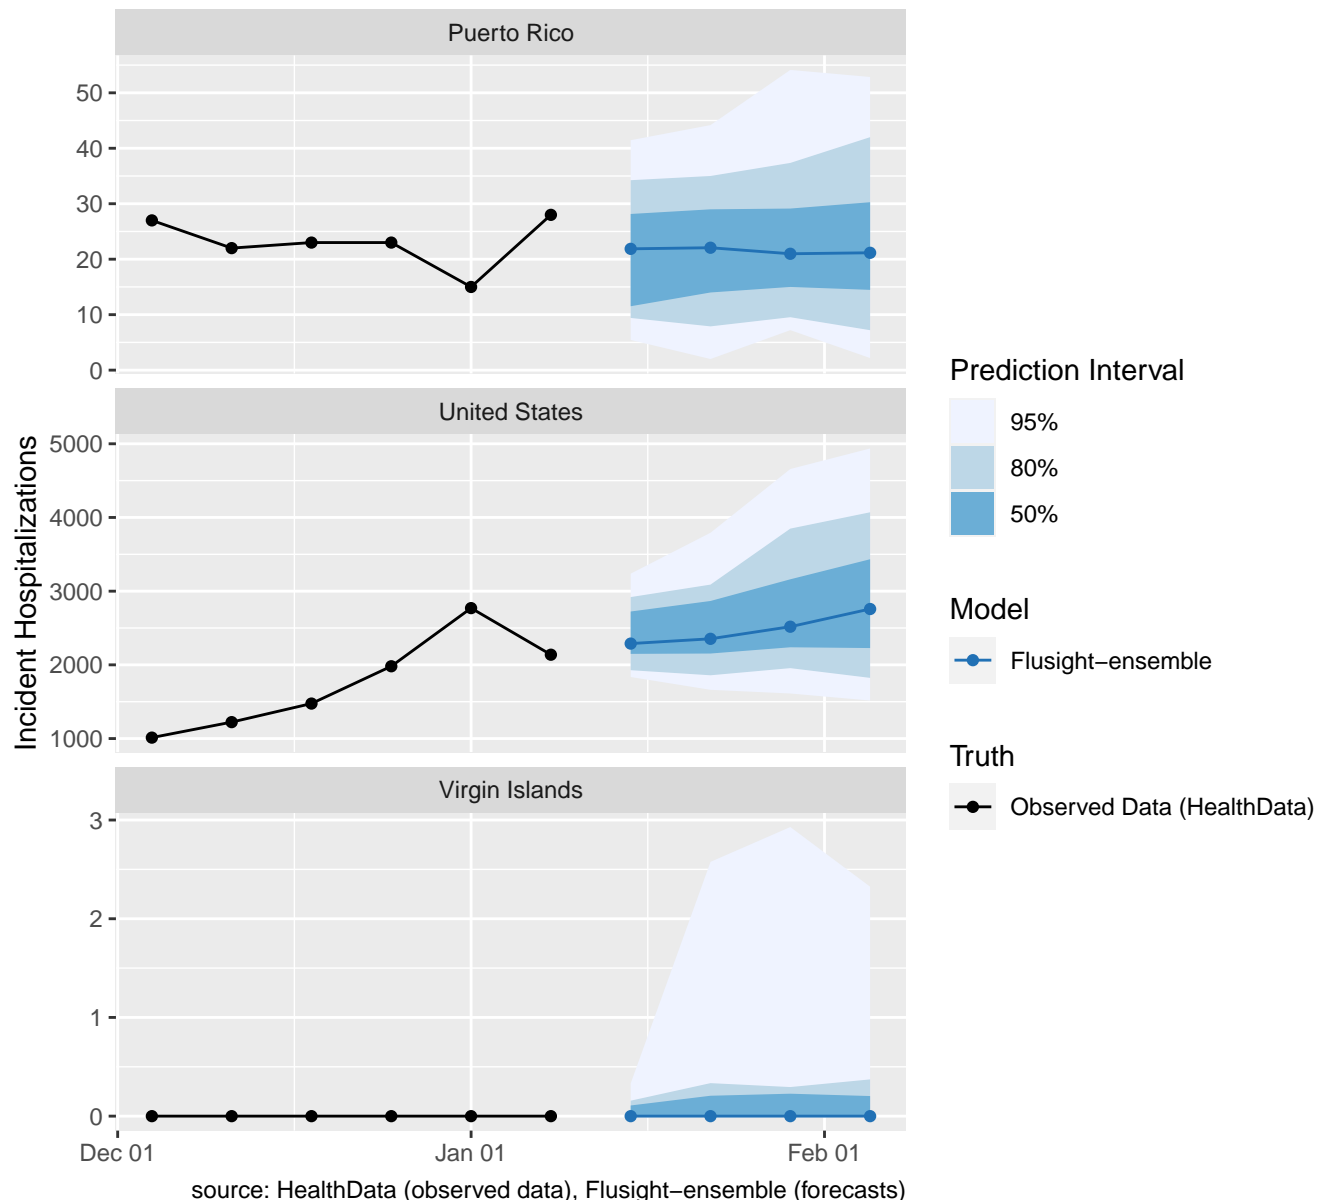 Puerto Rico
50
40
30
20
10
0
United States
5000
4000
3000
2000
1000
Virgin Islands
3
2
1
0
Dec 01
Jan 01
Feb 01
Incident Hospitalizations
source: HealthData (observed data), Flusight−ensemble (forecasts)
Prediction Interval
95%
80%
50%
Model
Flusight−ensemble
Truth
Observed Data (HealthData)